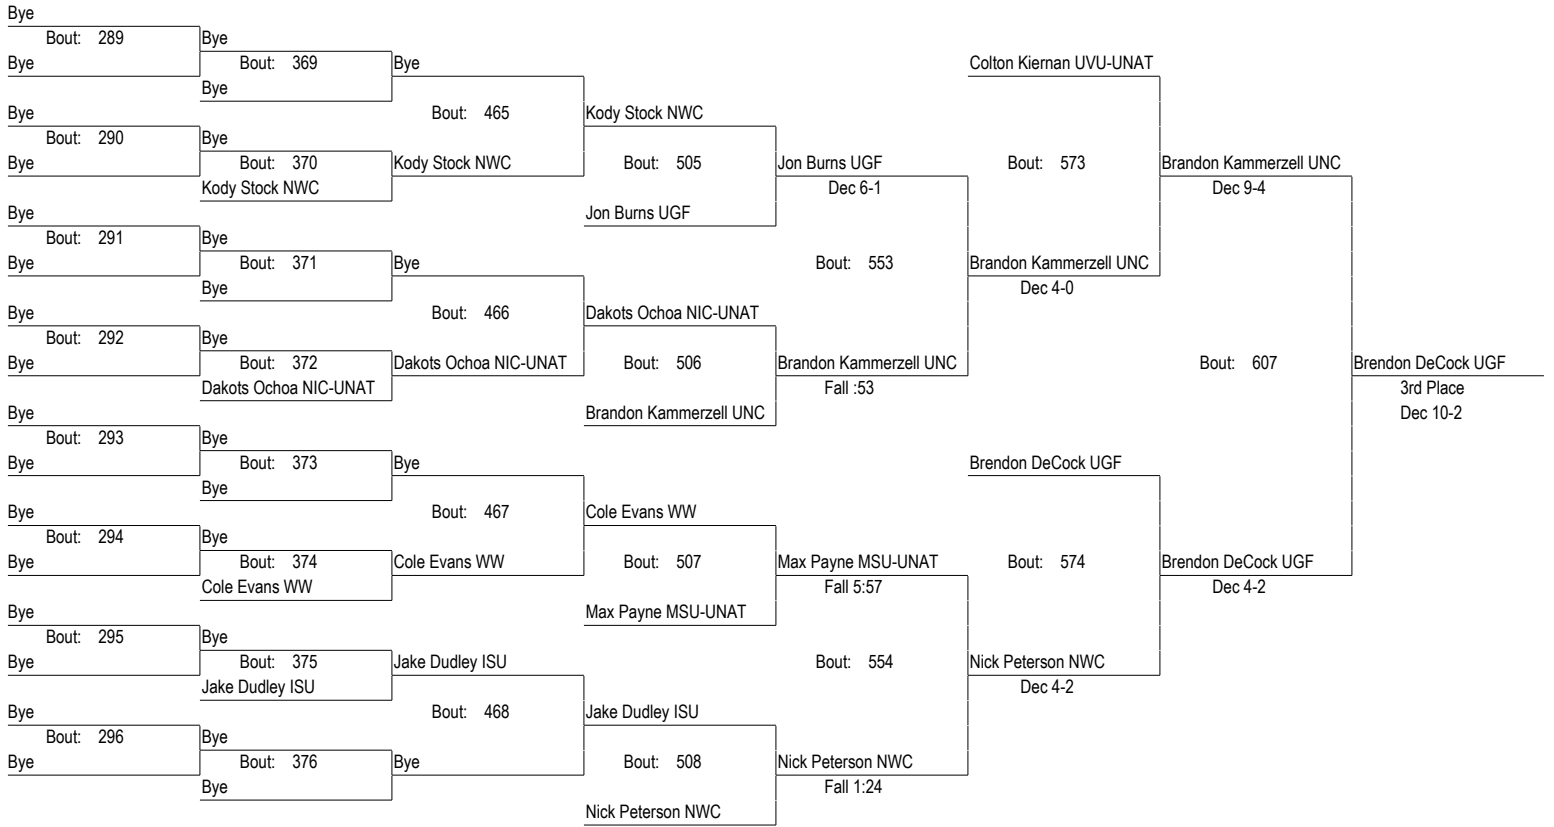 Bye
Bout: 289 Bye
Bye Bout: 369 Bye Colton Kiernan UVU-UNAT
Bye
Bye Bout: 465 Kody Stock NWC
Bout: 290 Bye
Bye Bout: 370 Kody Stock NWC Bout: 505 Jon Burns UGF Bout: 573 Brandon Kammerzell UNC
Kody Stock NWC Dec 6-1 Dec 9-4
Bye Jon Burns UGF
Bout: 291 Bye
Bye Bout: 371 Bye Bout: 553 Brandon Kammerzell UNC
Bye Dec 4-0
Bye Bout: 466 Dakots Ochoa NIC-UNAT
Bout: 292 Bye
Bye Bout: 372 Dakots Ochoa NIC-UNAT Bout: 506 Brandon Kammerzell UNC Bout: 607 Brendon DeCock UGF
Dakots Ochoa NIC-UNAT Fall :53 3rd Place
Bye Brandon Kammerzell UNC Dec 10-2
Bout: 293 Bye
Bye Bout: 373 Bye Brendon DeCock UGF
Bye
Bye Bout: 467 Cole Evans WW
Bout: 294 Bye
Bye Bout: 374 Cole Evans WW Bout: 507 Max Payne MSU-UNAT Bout: 574 Brendon DeCock UGF
Cole Evans WW Fall 5:57 Dec 4-2
Bye Max Payne MSU-UNAT
Bout: 295 Bye
Bye Bout: 375 Jake Dudley ISU Bout: 554 Nick Peterson NWC
Jake Dudley ISU Dec 4-2
Bye Bout: 468 Jake Dudley ISU
Bout: 296 Bye
Bye Bout: 376 Bye Bout: 508 Nick Peterson NWC
Bye Fall 1:24
Nick Peterson NWC